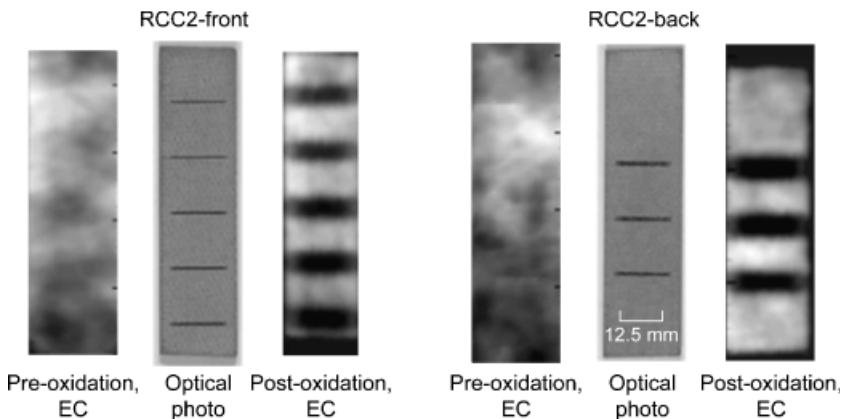 RCC2-front
RCC2-back
12.5 mm
Pre-oxidation,
EC
Optical
photo
Post-oxidation,
EC
Pre-oxidation,
EC
Optical
photo
Post-oxidation,
EC